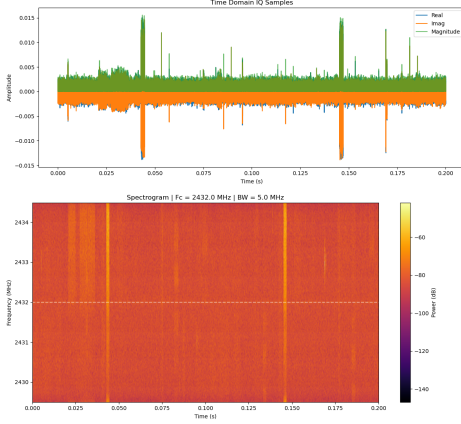 Time Domain IQ Samples
Real
Imag
Magnitude
0.015
0.010
0.005
0.000
−0.005
−0.010
−0.015
Amplitude
0.000 0.025 0.050 0.075 0.100 0.125 0.150 0.175 0.200
Time (s)
Spectrogram | Fc = 2432.0 MHz | BW = 5.0 MHz
2434
2433
2432
2431
2430
Frequency (MHz)
0.000 0.025 0.050 0.075 0.100 0.125 0.150 0.175 0.200
Time (s)
−60
−80
−100
−120
−140
Power (dB)